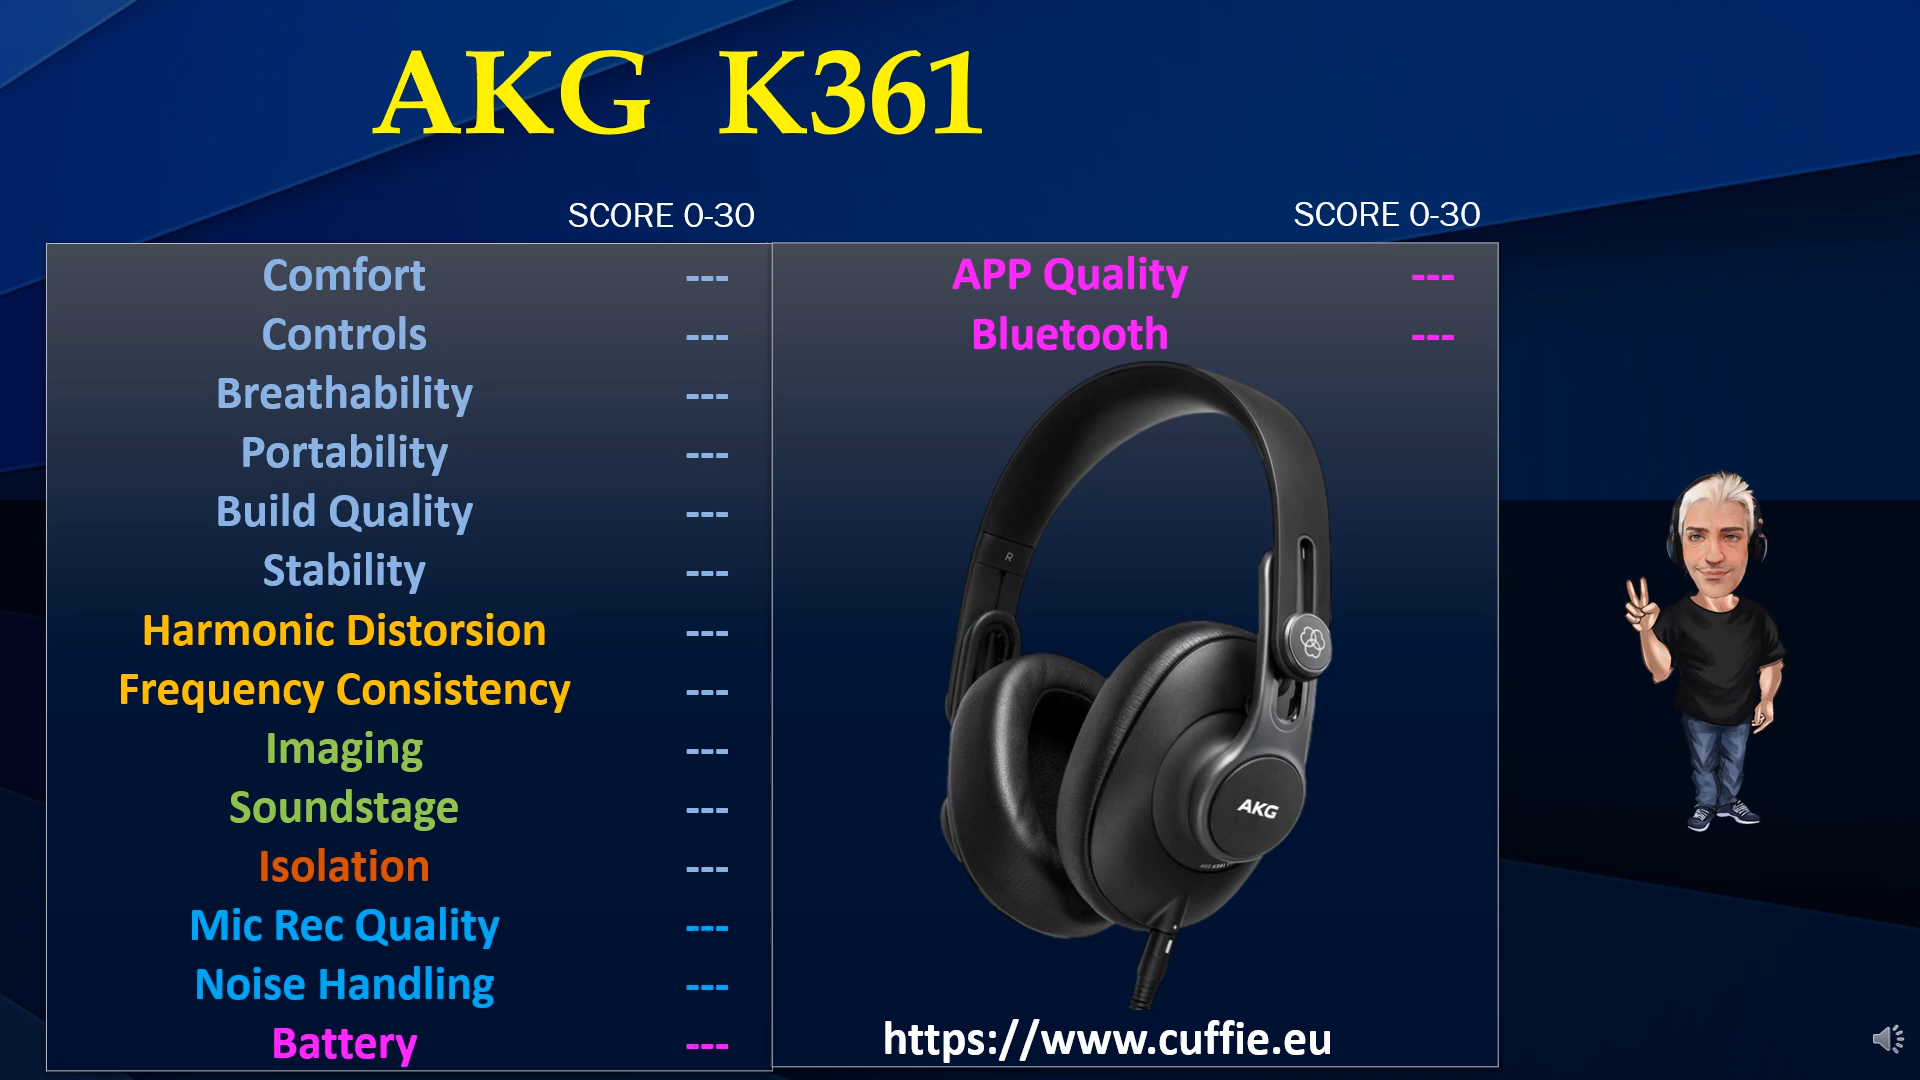 AKG K361
SCORE 0-30
SCORE 0-30
Comfort ---
Controls ---
Breathability ---
Portability ---
Build Quality ---
Stability ---
Harmonic Distorsion ---
Frequency Consistency ---
Imaging ---
Soundstage ---
Isolation ---
Mic Rec Quality ---
Noise Handling ---
Battery ---
APP Quality ---
Bluetooth ---
R
AKG
https://www.cuffie.eu